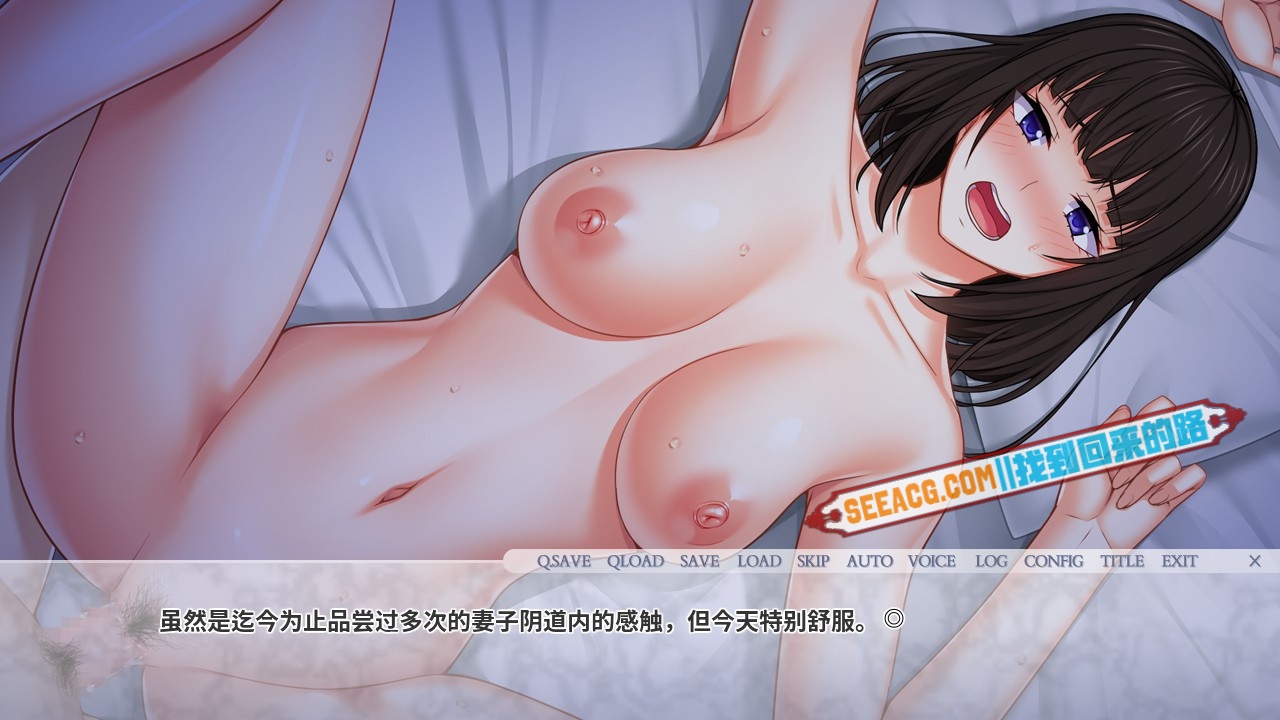 SEEACG.COM||找到回来的路
Q.SAVE QLOAD SAVE LOAD SKIP AUTO VOICE LOG CONFIG TITLE EXIT ×
虽然是迄今为止品尝过多次的妻子阴道内的感触，但今天特别舒服。◎